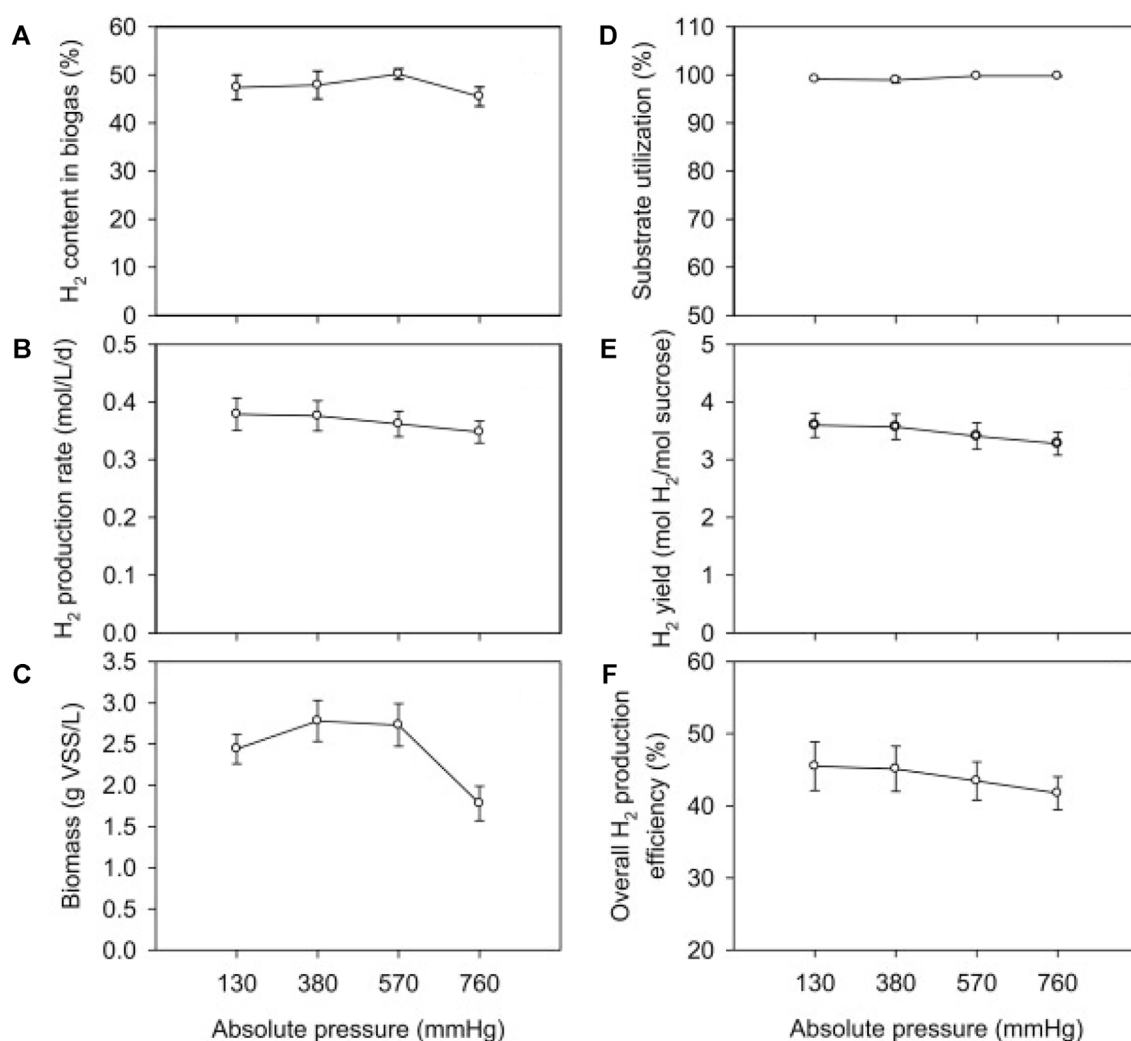 A
H2 content in biogas (%)
60
50
40
30
20
10
0
B
H2 production rate (mol/L/d)
0.5
0.4
0.3
0.2
0.1
0.0
C
Biomass (g VSS/L)
3.5
3.0
2.5
2.0
1.5
1.0
0.5
0.0
130 380 570 760
Absolute pressure (mmHg)
D
Substrate utilization (%)
110
100
90
80
70
60
50
E
H2 yield (mol H2/mol sucrose)
5
4
3
2
1
0
F
Overall H2 production
efficiency (%)
60
50
40
30
20
130 380 570 760
Absolute pressure (mmHg)